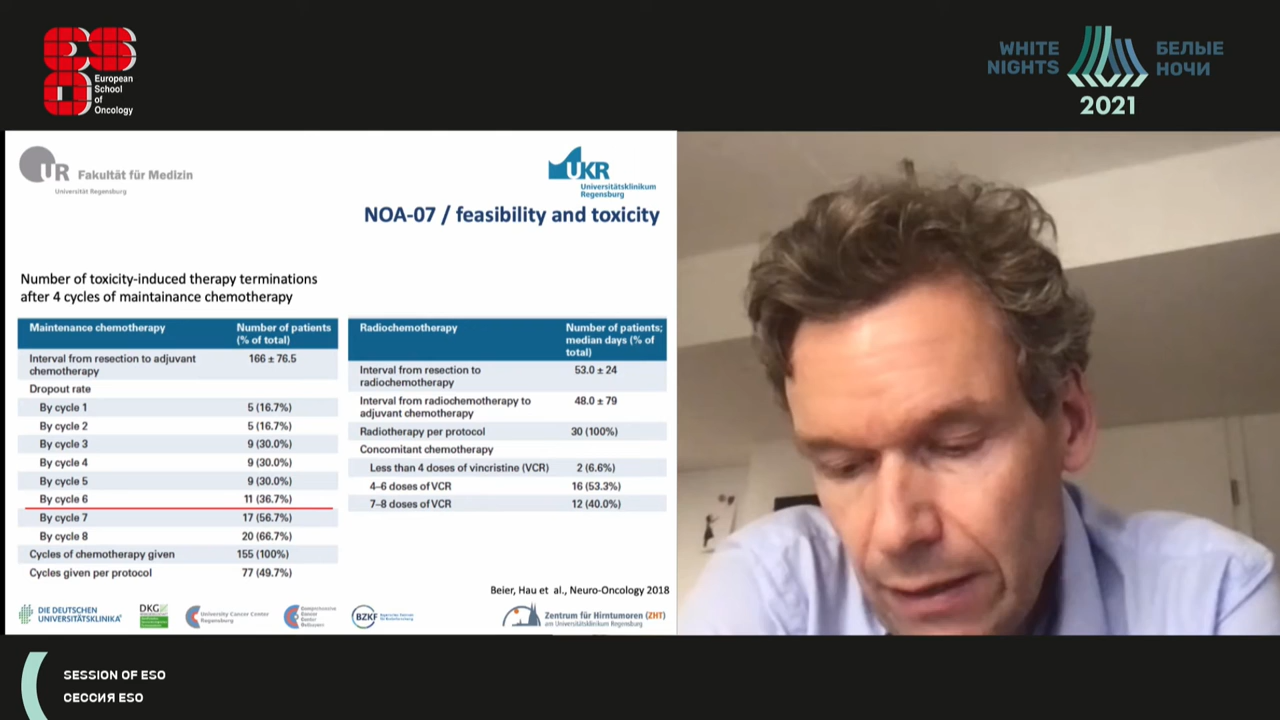 European
School
of
Oncology
WHITE
NIGHTS
БЕЛЫЕ
НОЧИ
2021
UR Fakultät für Medizin
Universität Regensburg
UKR
Universitätsklinikum
Regensburg
NOA-07 / feasibility and toxicity
Number of toxicity-induced therapy terminations
after 4 cycles of maintainance chemotherapy
Maintenance chemotherapy Number of patients
(% of total)
Interval from resection to adjuvant 166 ± 76.5
chemotherapy
Dropout rate
By cycle 1 5 (16.7%)
By cycle 2 5 (16.7%)
By cycle 3 9 (30.0%)
By cycle 4 9 (30.0%)
By cycle 5 9 (30.0%)
By cycle 6 11 (36.7%)
By cycle 7 17 (56.7%)
By cycle 8 20 (66.7%)
Cycles of chemotherapy given 155 (100%)
Cycles given per protocol 77 (49.7%)
Radiochemotherapy Number of patients;
median days (% of
total)
Interval from resection to 53.0 ± 24
radiochemotherapy
Interval from radiochemotherapy to 48.0 ± 79
adjuvant chemotherapy
Radiotherapy per protocol 30 (100%)
Concomitant chemotherapy
Less than 4 doses of vincristine (VCR) 2 (6.6%)
4–6 doses of VCR 16 (53.3%)
7–8 doses of VCR 12 (40.0%)
Beier, Hau et al., Neuro-Oncology 2018
DIE DEUTSCHEN
UNIVERSITÄTSKLINIKA
DKG
University Cancer Center
Regensburg
BZKF
Zentrum für Hirntumoren (ZHT)
am Universitätsklinikum Regensburg
SESSION OF ESO
СЕССИЯ ESO